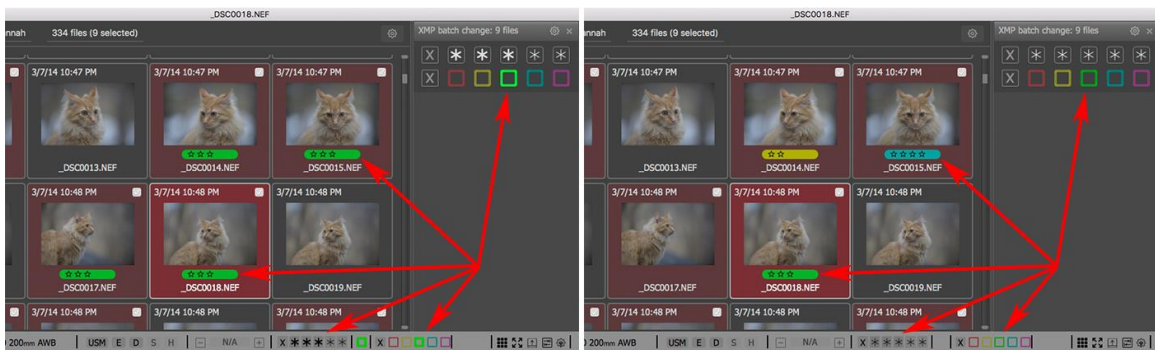 _DSC0018.NEF
nnah 334 files (9 selected)
XMP batch change: 9 files
X
X
3/7/14 10:47 PM 3/7/14 10:47 PM 3/7/14 10:47 PM
_DSC0013.NEF _DSC0014.NEF _DSC0015.NEF
3/7/14 10:48 PM 3/7/14 10:48 PM 3/7/14 10:48 PM
_DSC0017.NEF _DSC0018.NEF _DSC0019.NEF
3/7/14 10:48 PM 3/7/14 10:48 PM 3/7/14 10:48 PM
200mm AWB USM E D S H N/A X X
_DSC0018.NEF
nnah 334 files (9 selected)
XMP batch change: 9 files
X
X
3/7/14 10:47 PM 3/7/14 10:47 PM 3/7/14 10:47 PM
_DSC0013.NEF _DSC0014.NEF _DSC0015.NEF
3/7/14 10:48 PM 3/7/14 10:48 PM 3/7/14 10:48 PM
_DSC0017.NEF _DSC0018.NEF _DSC0019.NEF
3/7/14 10:48 PM 3/7/14 10:48 PM 3/7/14 10:48 PM
200mm AWB USM E D S H N/A X X